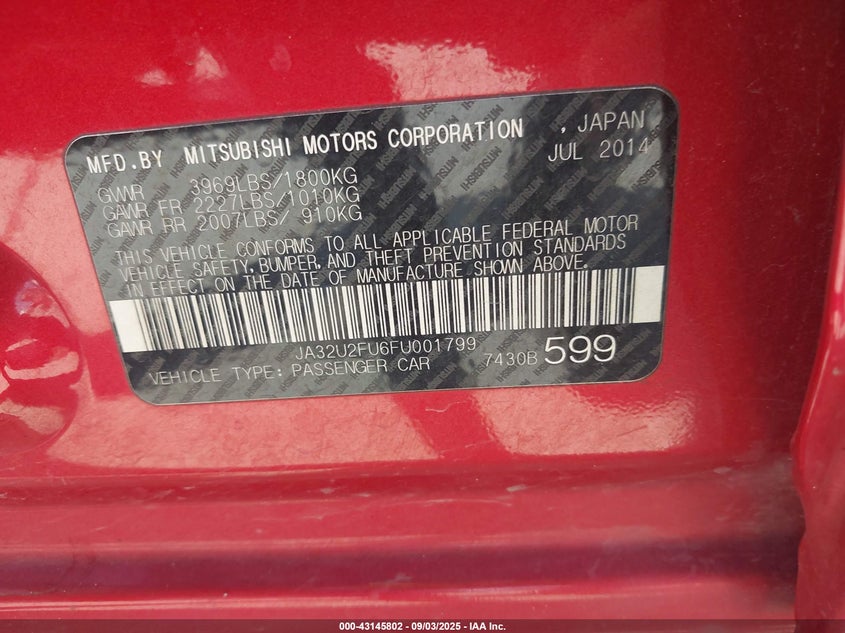 MFD.BY MITSUBISHI MOTORS CORPORATION , JAPAN
JUL 2014
GVWR 3969LBS/1800KG
GAWR FR 2227LBS/1010KG
GAWR RR 2007LBS/ 910KG
THIS VEHICLE CONFORMS TO ALL APPLICABLE FEDERAL MOTOR
VEHICLE SAFETY, BUMPER, AND THEFT PREVENTION STANDARDS
IN EFFECT ON THE DATE OF MANUFACTURE SHOWN ABOVE.
JA32U2FU6FU001799
VEHICLE TYPE: PASSENGER CAR 7430B 599
000-43145802 - 09/03/2025 - IAA Inc.